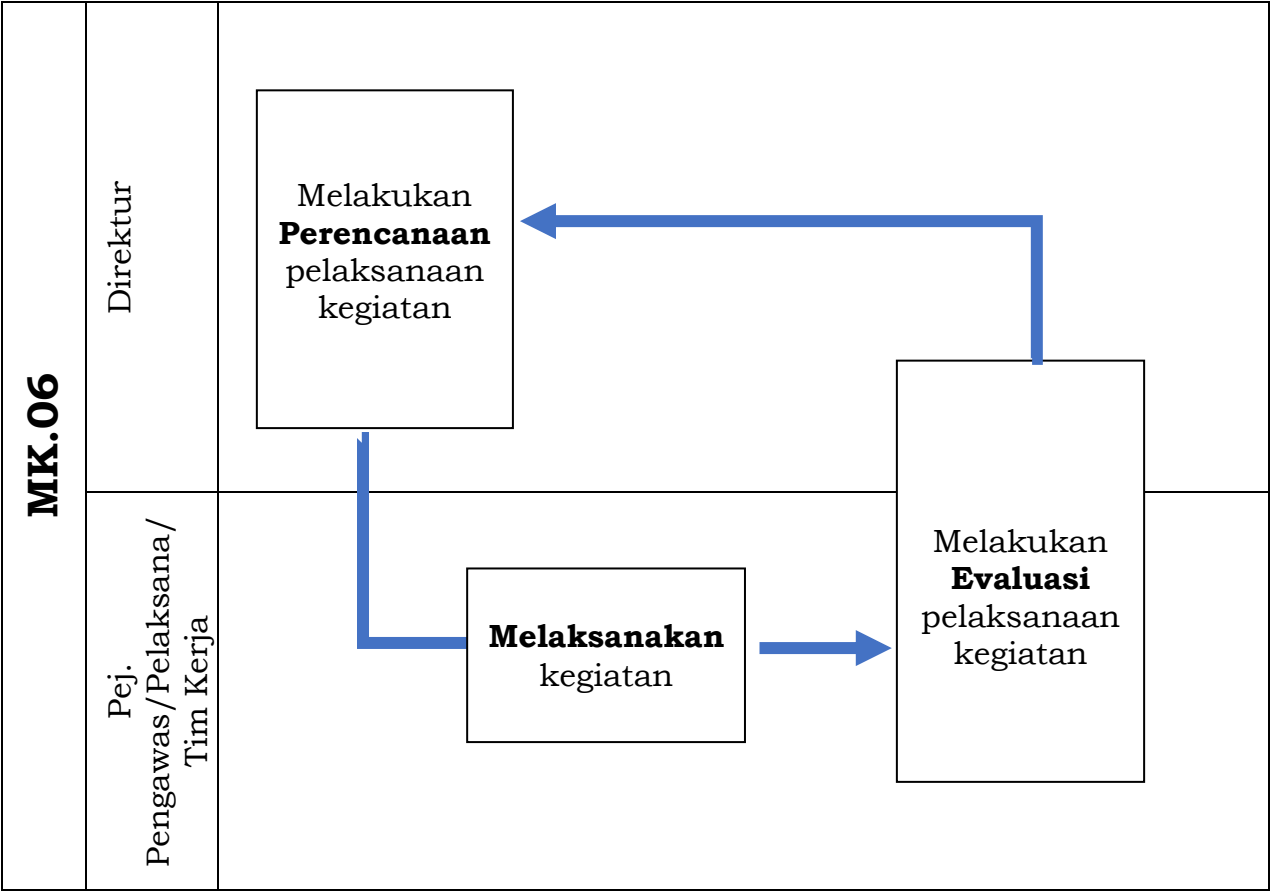 MK.06
Direktur
Melakukan
Perencanaan
pelaksanaan
kegiatan
Pej.
Pengawas/Pelaksana/
Tim Kerja
Melaksanakan
kegiatan
Melakukan
Evaluasi
pelaksanaan
kegiatan